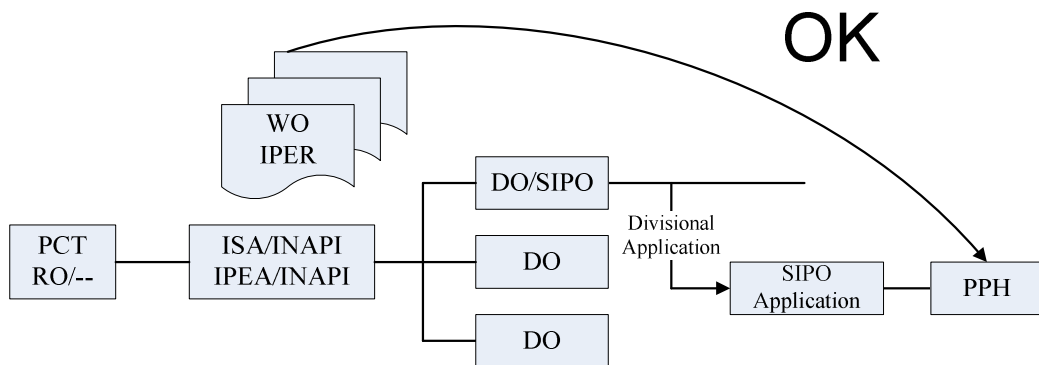 OK
WO
IPER
PCT
RO/--
ISA/INAPI
IPEA/INAPI
DO/SIPO
DO
DO
Divisional
Application
SIPO
Application
PPH